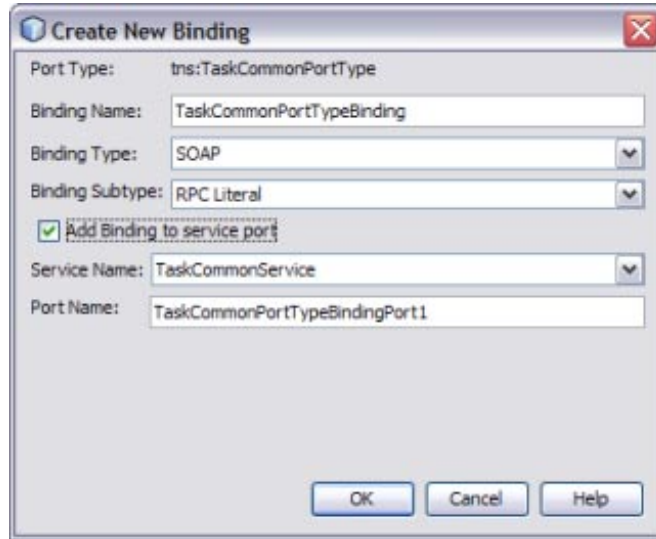 Create New Binding
Port Type: tns:TaskCommonPortType
Binding Name: TaskCommonPortTypeBinding
Binding Type: SOAP
Binding Subtype: RPC Literal
Add Binding to service port
Service Name: TaskCommonService
Port Name: TaskCommonPortTypeBindingPort1
OK Cancel Help